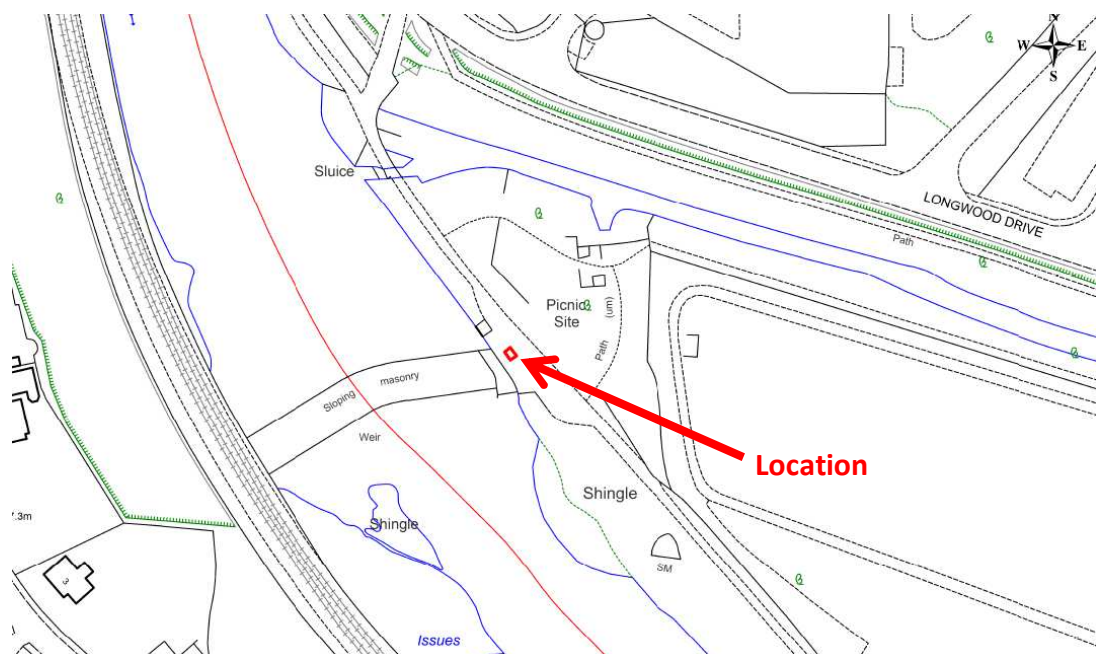 N
W E
S
Sluice
LONGWOOD DRIVE
Path
Picnic
Site
(um)
Path
masonry
Sloping
Weir
Location
Shingle
Shingle
7.3m
SM
3
Issues